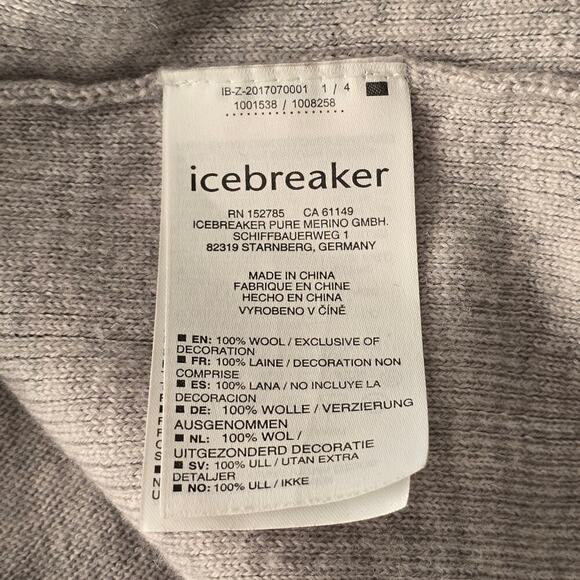 IB-Z-2017070001 1 / 4
1001538 / 1008258
icebreaker
RN 152785 CA 61149
ICEBREAKER PURE MERINO GMBH.
SCHIFFBAUERWEG 1
82319 STARNBERG, GERMANY
MADE IN CHINA
FABRIQUE EN CHINE
HECHO EN CHINA
VYROBENO V ČÍNĚ
EN: 100% WOOL / EXCLUSIVE OF
DECORATION
FR: 100% LAINE / DECORATION NON
COMPRISE
ES: 100% LANA / NO INCLUYE LA
DECORACION
DE: 100% WOLLE / VERZIERUNG
AUSGENOMMEN
NL: 100% WOL /
UITGEZONDERD DECORATIE
SV: 100% ULL / UTAN EXTRA
DETALJER
NO: 100% ULL / IKKE